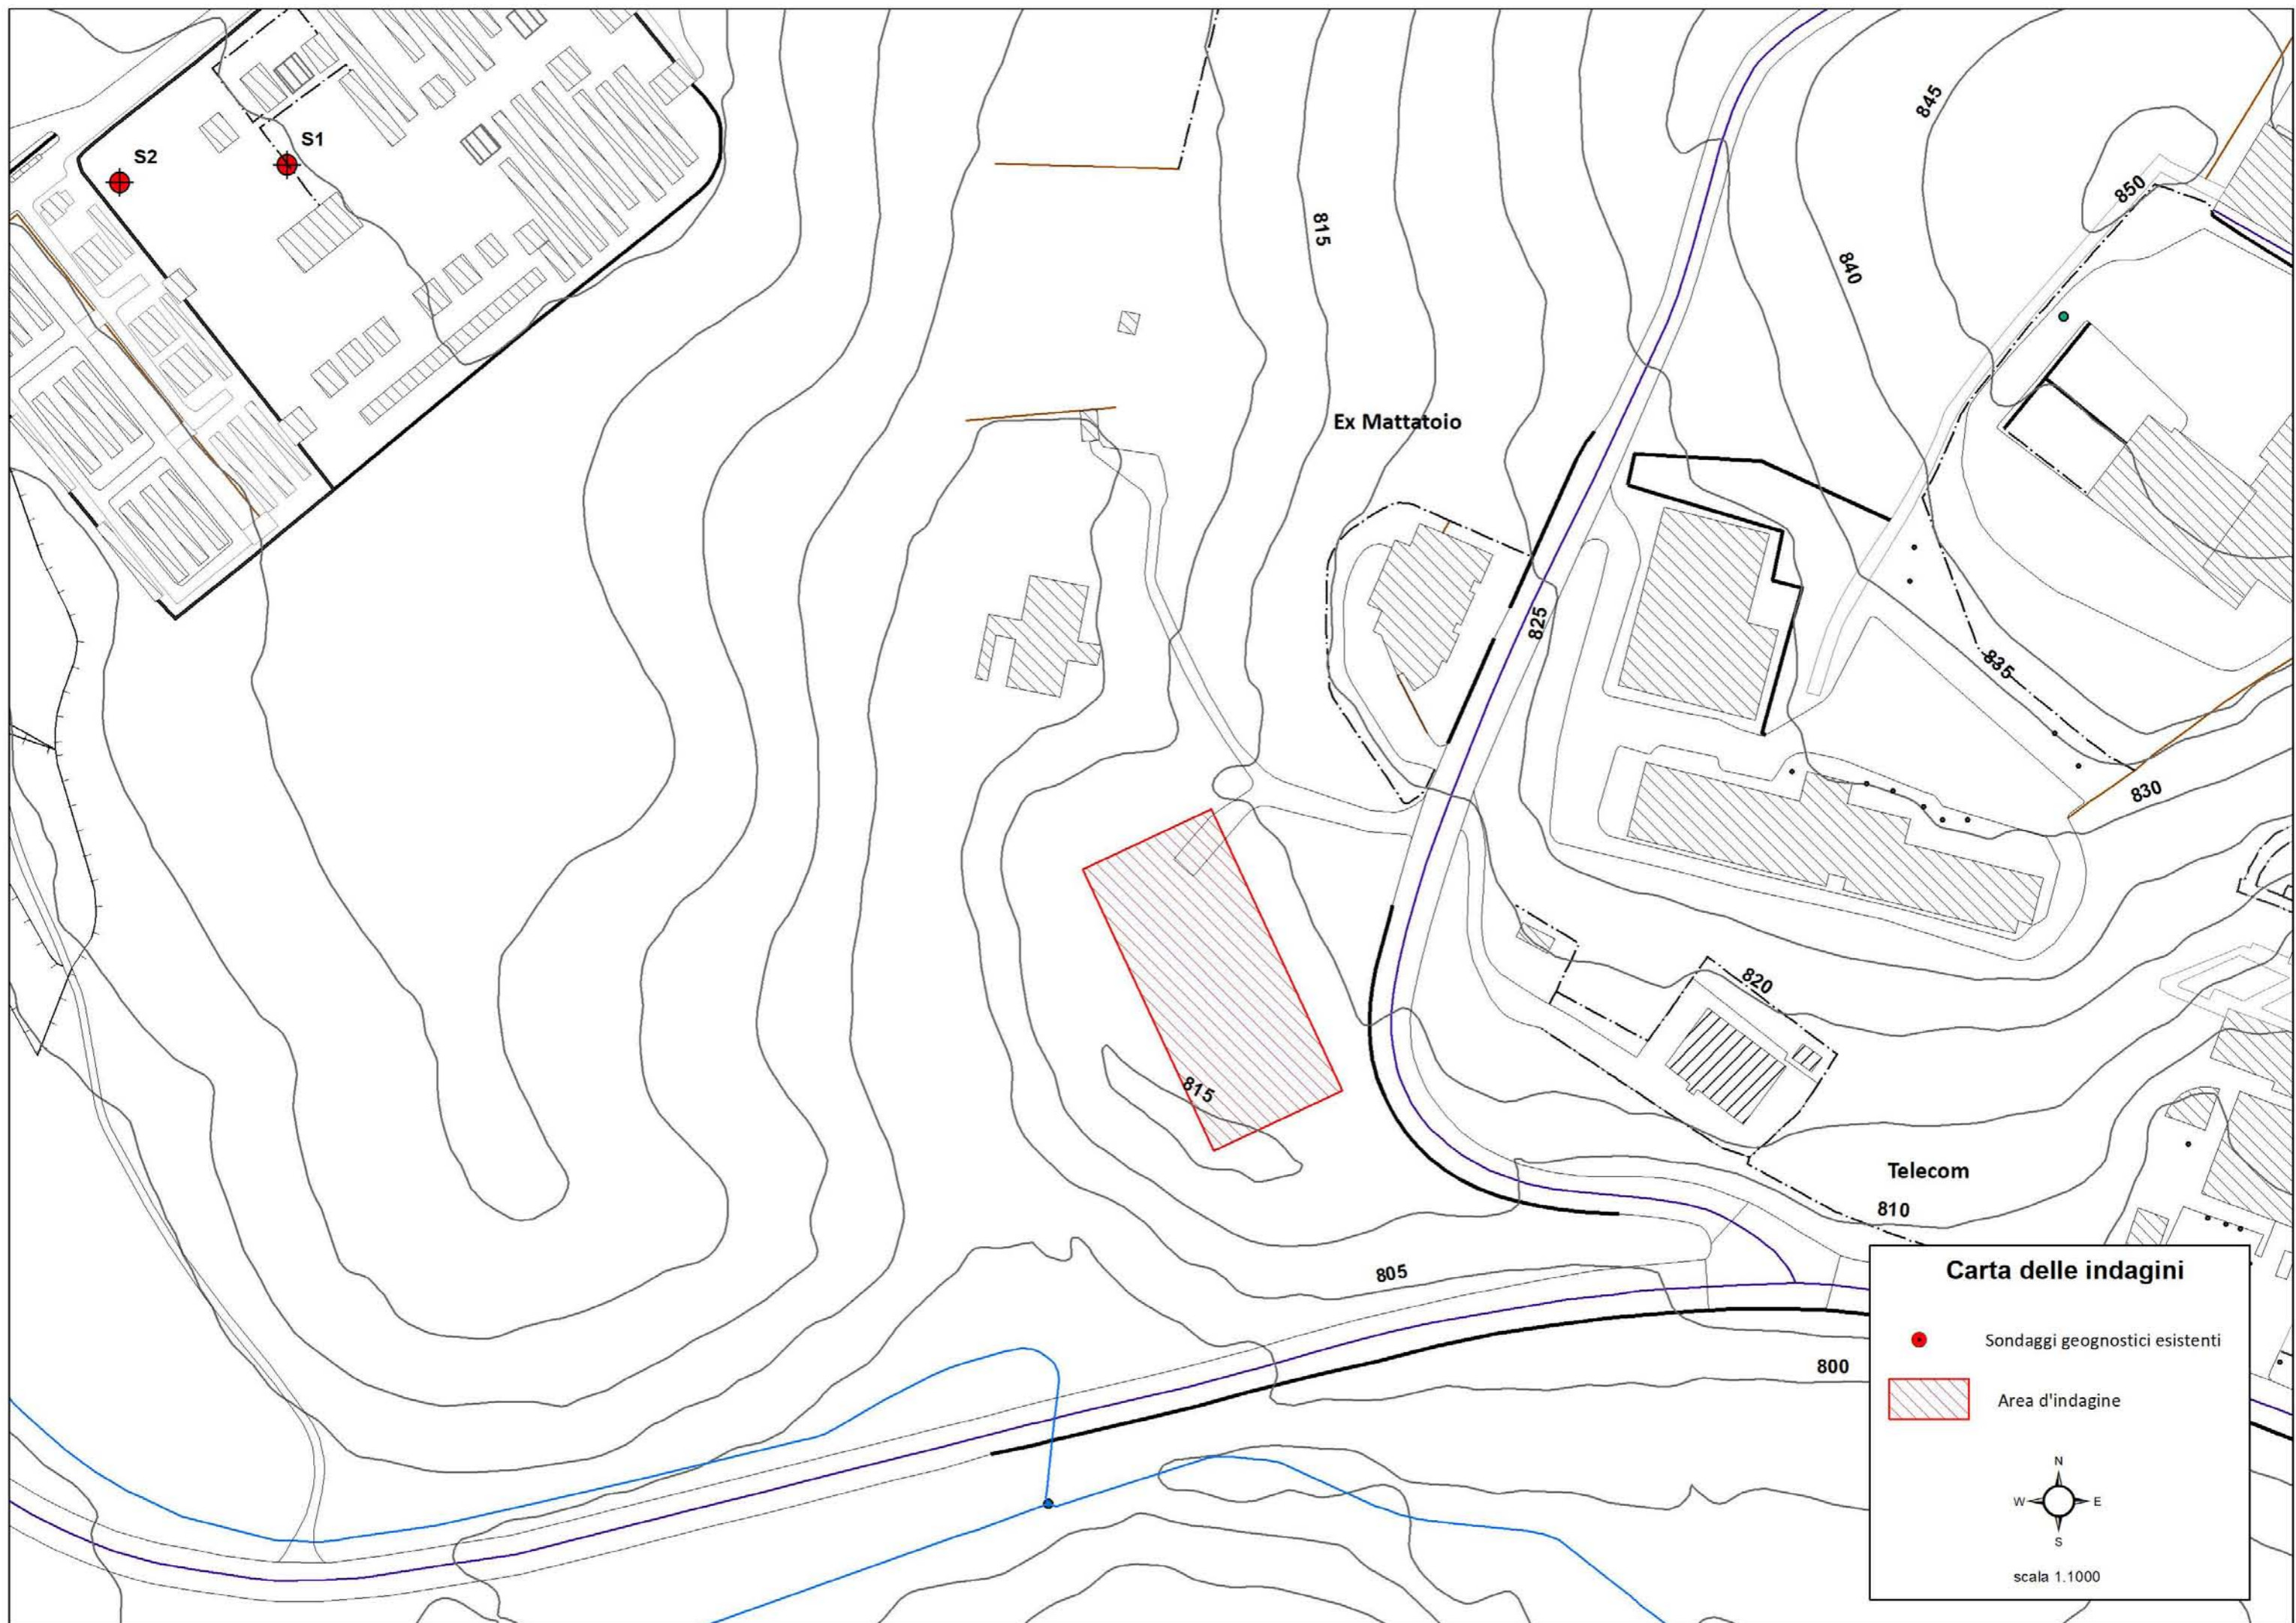 S1
S2
845
850
815
840
Ex Mattatoio
825
835
830
820
815
Telecom
810
805
800
Carta delle indagini
Sondaggi geognostici esistenti
Area d'indagine
N
W E
S
scala 1.1000